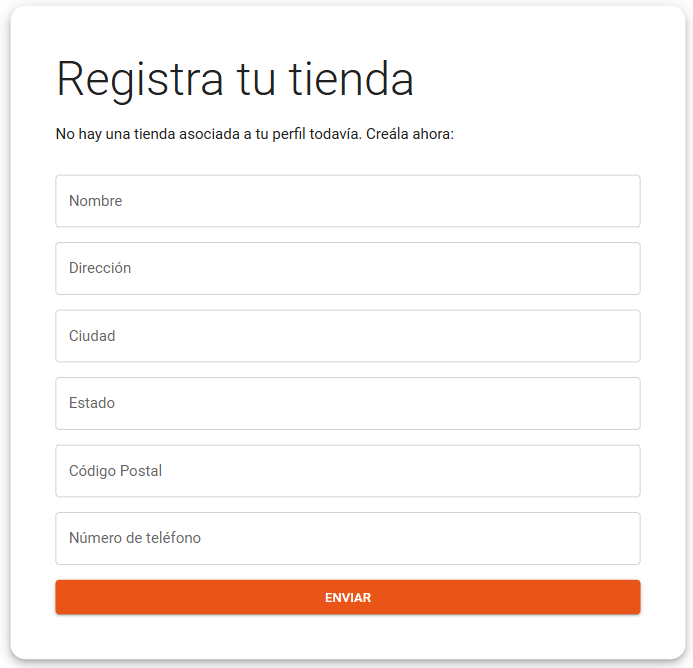 Registra tu tienda
No hay una tienda asociada a tu perfil todavía. Creála ahora:
Nombre
Dirección
Ciudad
Estado
Código Postal
Número de teléfono
ENVIAR